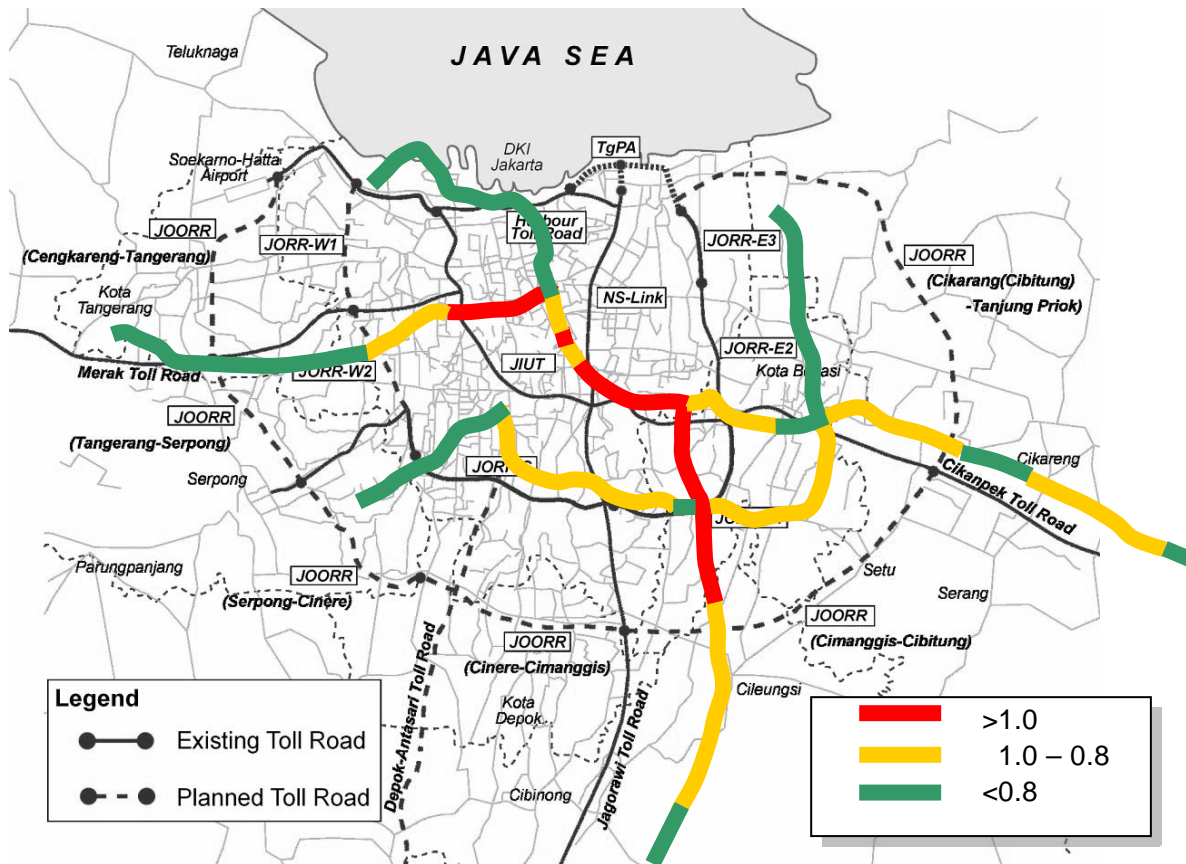 Teluknaga
JAVA SEA
DKI
Jakarta
TgPA
Soekarno-Hatta
Airport
JOORR
(Cengkareng-Tangerang)
JORR-W1
Harbour
Toll Road
JORR-E3
JOORR
(Cikarang(Cibitung)
-Tanjung Priok)
Kota
Tangerang
NS-Link
Merak Toll Road
JORR-W2
JIUT
JORR-E2
Kota Bekasi
JOORR
(Tangerang-Serpong)
Serpong
Cikareng
Cikanpek Toll Road
Parungpanjang
JOORR
(Serpong-Cinere)
Setu
Serang
JOORR
(Cimanggis-Cibitung)
JOORR
(Cinere-Cimanggis)
Depok-Antasari Toll Road
Kota
Depok
Jagorawi Toll Road
Cileungsi
Cibinong
Legend
Existing Toll Road
Planned Toll Road
>1.0
1.0 – 0.8
<0.8